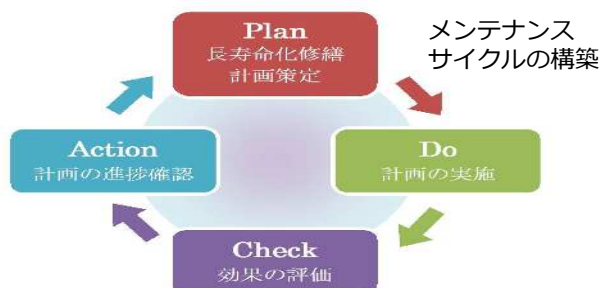 Plan
長寿命化修繕
計画策定
メンテナンス
サイクルの構築
Action
計画の進捗確認
Do
計画の実施
Check
効果の評価